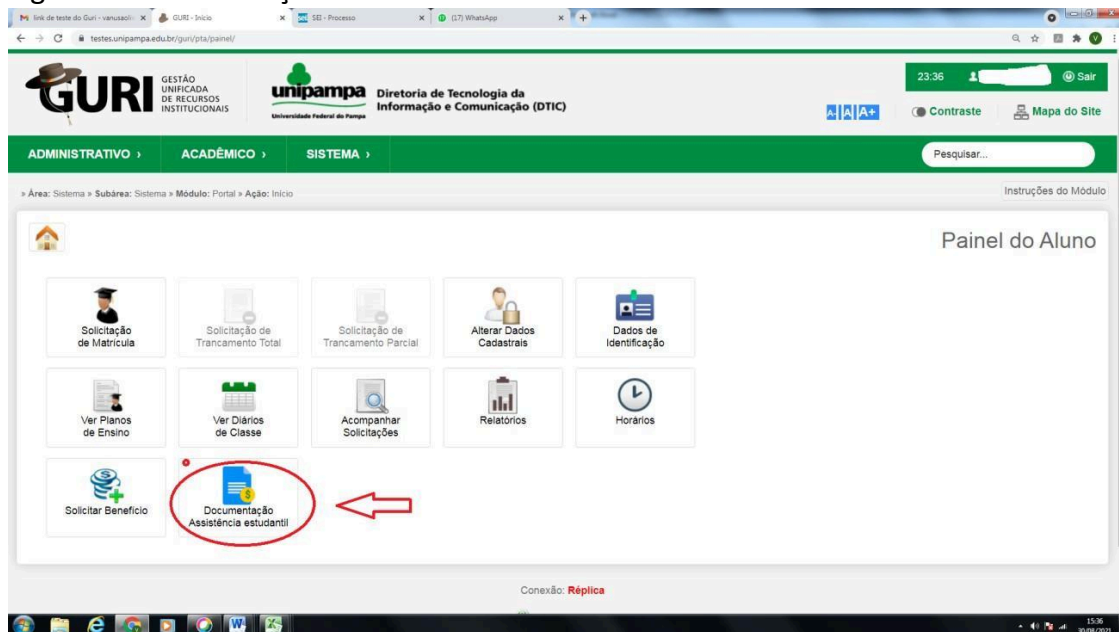 link de teste do Guri - vanusaoli
GURI - Início
SEI - Processo
(17) WhatsApp
testes.unipampa.edu.br/guri/pta/painel/
GURI
GESTÃO
UNIFICADA
DE RECURSOS
INSTITUCIONAIS
unipampa
Universidade Federal do Pampa
Diretoria de Tecnologia da
Informação e Comunicação (DTIC)
23:36
Sair
A- A A+
Contraste
Mapa do Site
ADMINISTRATIVO ›
ACADÊMICO ›
SISTEMA ›
Pesquisar...
» Área: Sistema » Subárea: Sistema » Módulo: Portal » Ação: Início
Instruções do Módulo
Painel do Aluno
Solicitação
de Matrícula
Solicitação de
Trancamento Total
Solicitação de
Trancamento Parcial
Alterar Dados
Cadastrais
Dados de
Identificação
Ver Planos
de Ensino
Ver Diários
de Classe
Acompanhar
Solicitações
Relatórios
Horários
Solicitar Benefício
Documentação
Assistência estudantil
Conexão: Réplica
15:36
30/08/2021